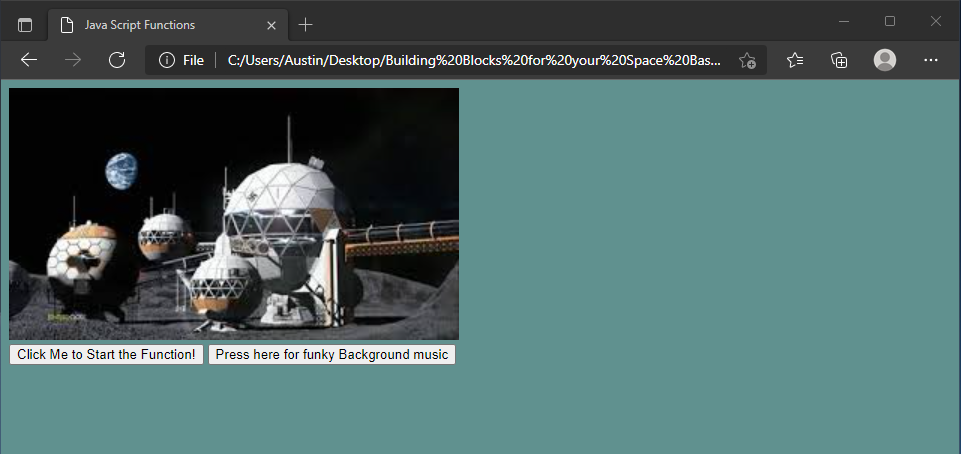 Java Script Functions
File
C:/Users/Austin/Desktop/Building%20Blocks%20for%20your%20Space%20Bas...
Click Me to Start the Function!
Press here for funky Background music